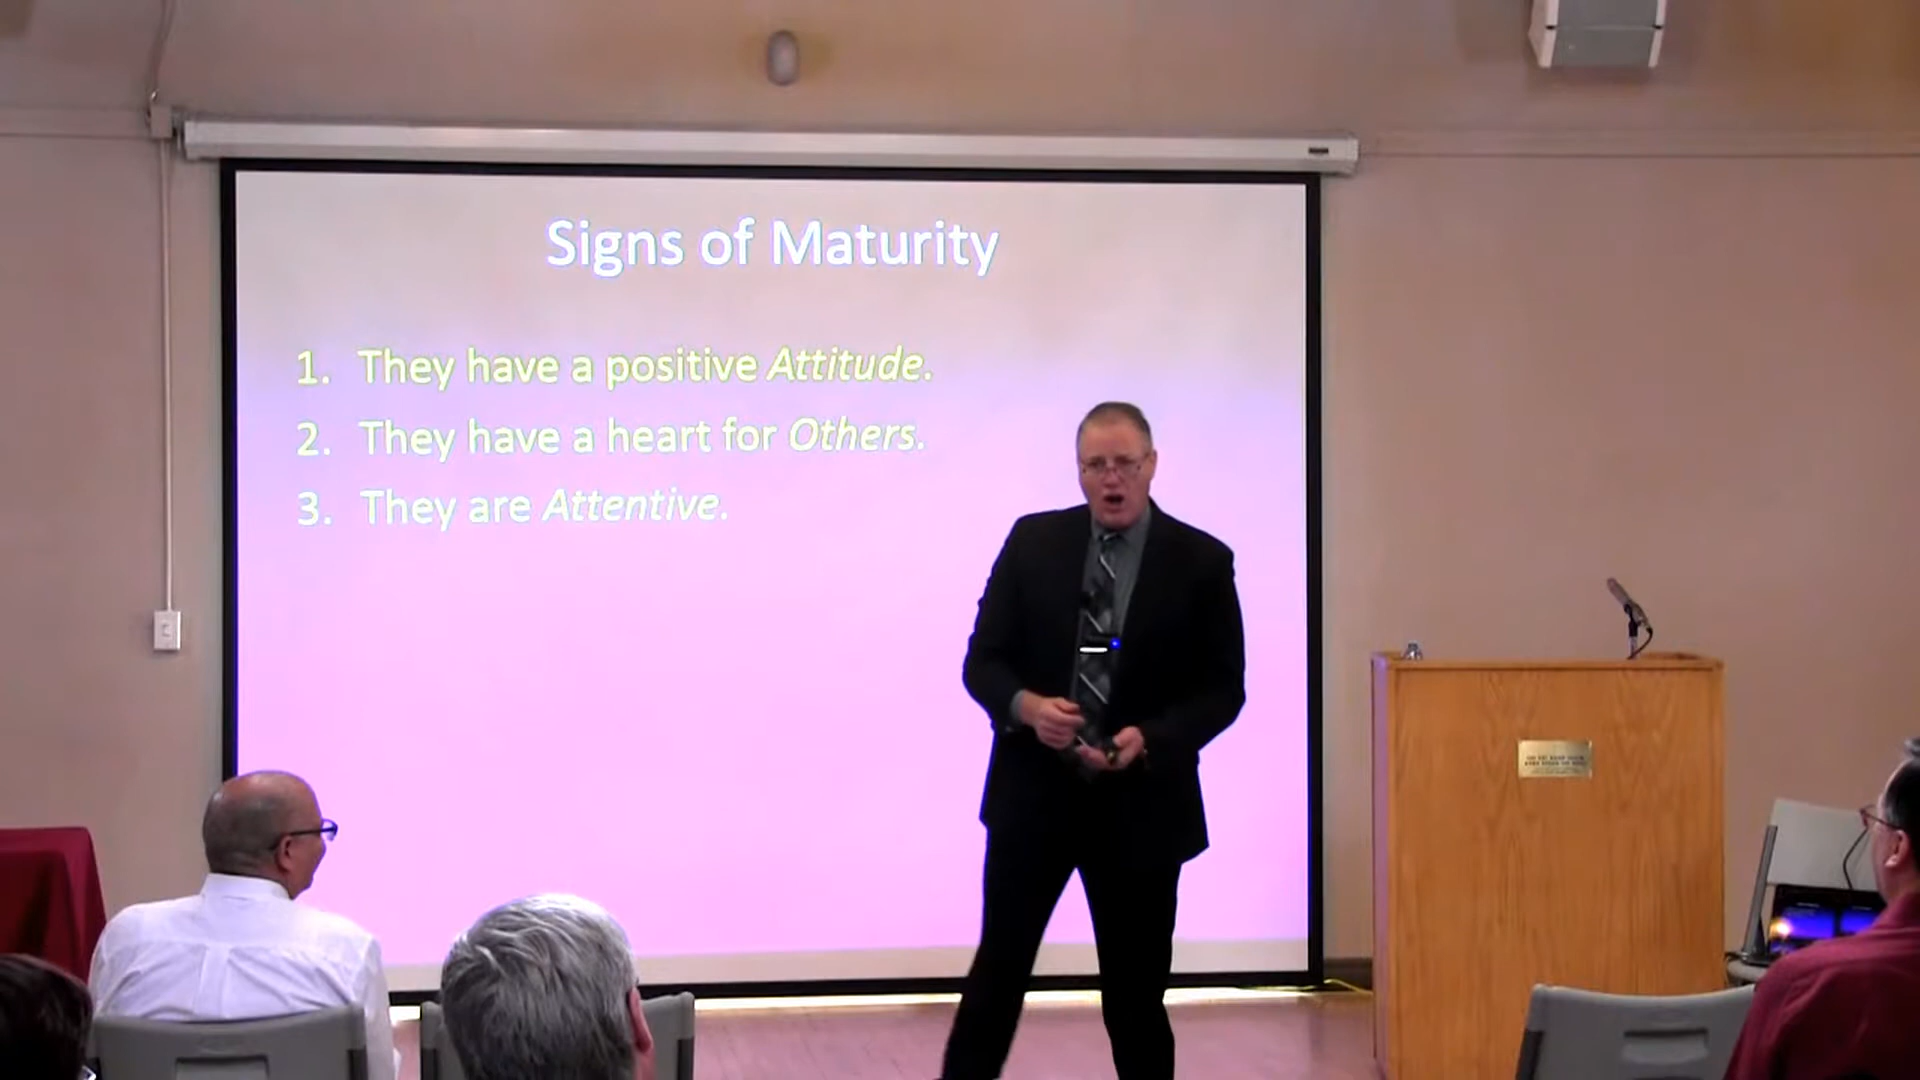 Signs of Maturity
1. They have a positive Attitude.
2. They have a heart for Others.
3. They are Attentive.